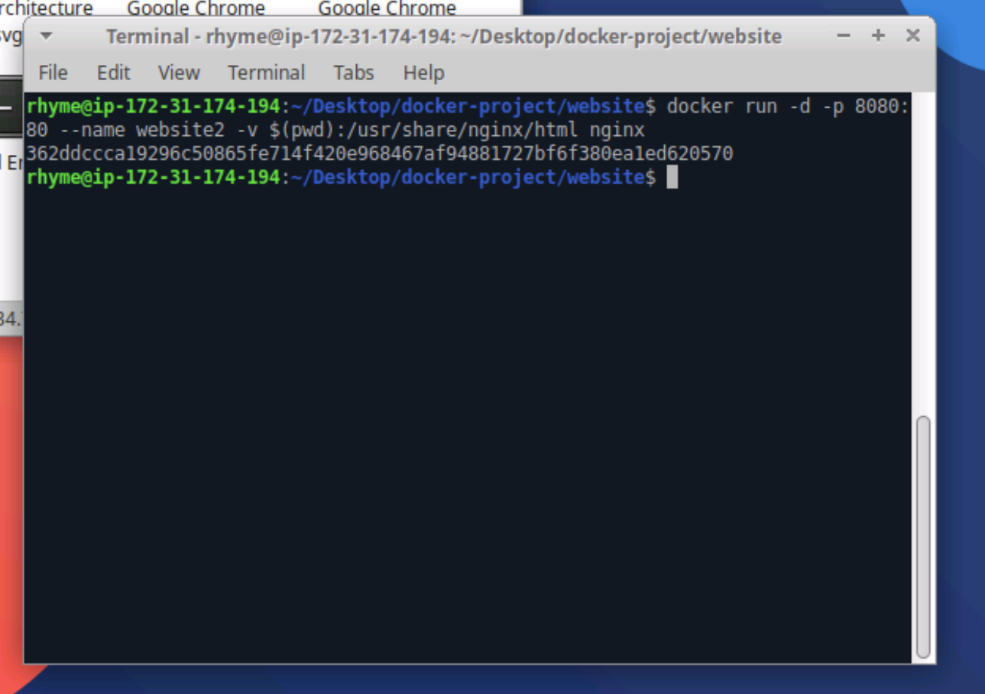 rchitecture Google Chrome Google Chrome
svg
Terminal - rhyme@ip-172-31-174-194: ~/Desktop/docker-project/website
File Edit View Terminal Tabs Help
rhyme@ip-172-31-174-194:~/Desktop/docker-project/website$ docker run -d -p 8080:
80 --name website2 -v $(pwd):/usr/share/nginx/html nginx
362ddccca19296c50865fe714f420e968467af94881727bf6f380ea1ed620570
rhyme@ip-172-31-174-194:~/Desktop/docker-project/website$
34.